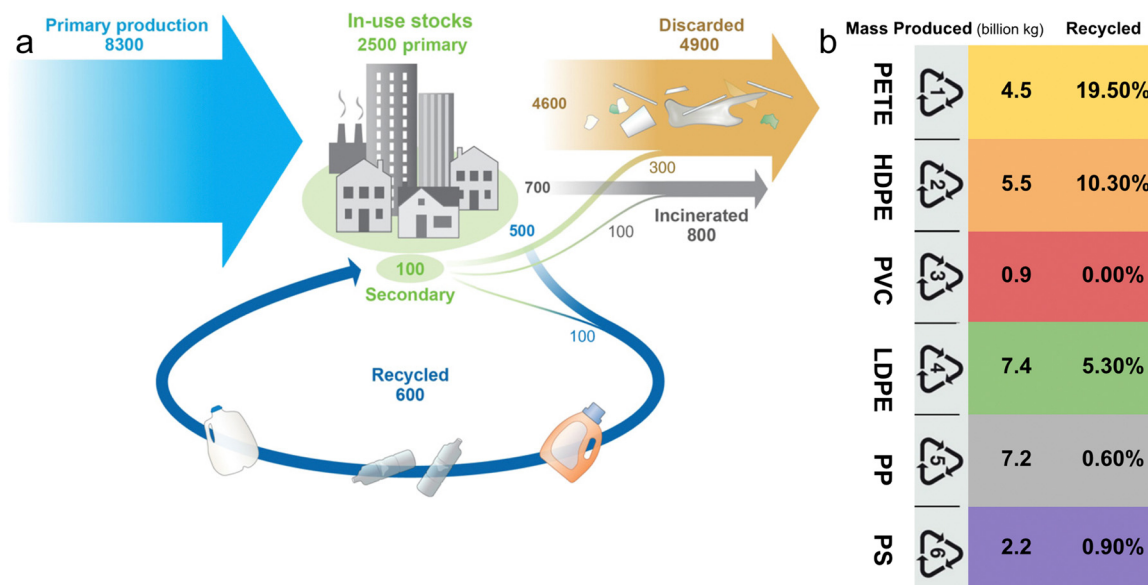 a
Primary production
8300
In-use stocks
2500 primary
Discarded
4900
4600
300
700
Incinerated
800
100
500
100
Secondary
100
Recycled
600
b
Mass Produced (billion kg) Recycled
PETE 1 4.5 19.50%
HDPE 2 5.5 10.30%
PVC 3 0.9 0.00%
LDPE 4 7.4 5.30%
PP 5 7.2 0.60%
PS 6 2.2 0.90%